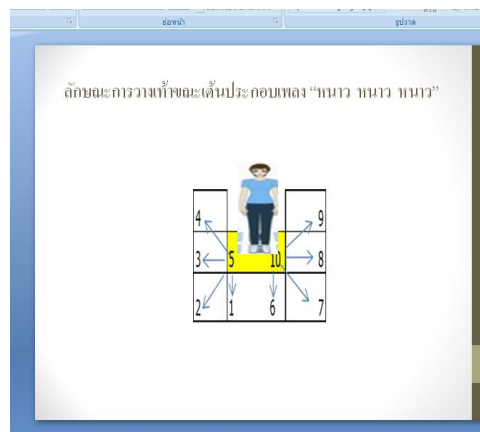 ย่อหน้า
รูปวาด
ลักษณะการวางเท้าขณะเต้นประกอบเพลง “หนาว หนาว หนาว”
4 9
3 5 10 8
2 1 6 7